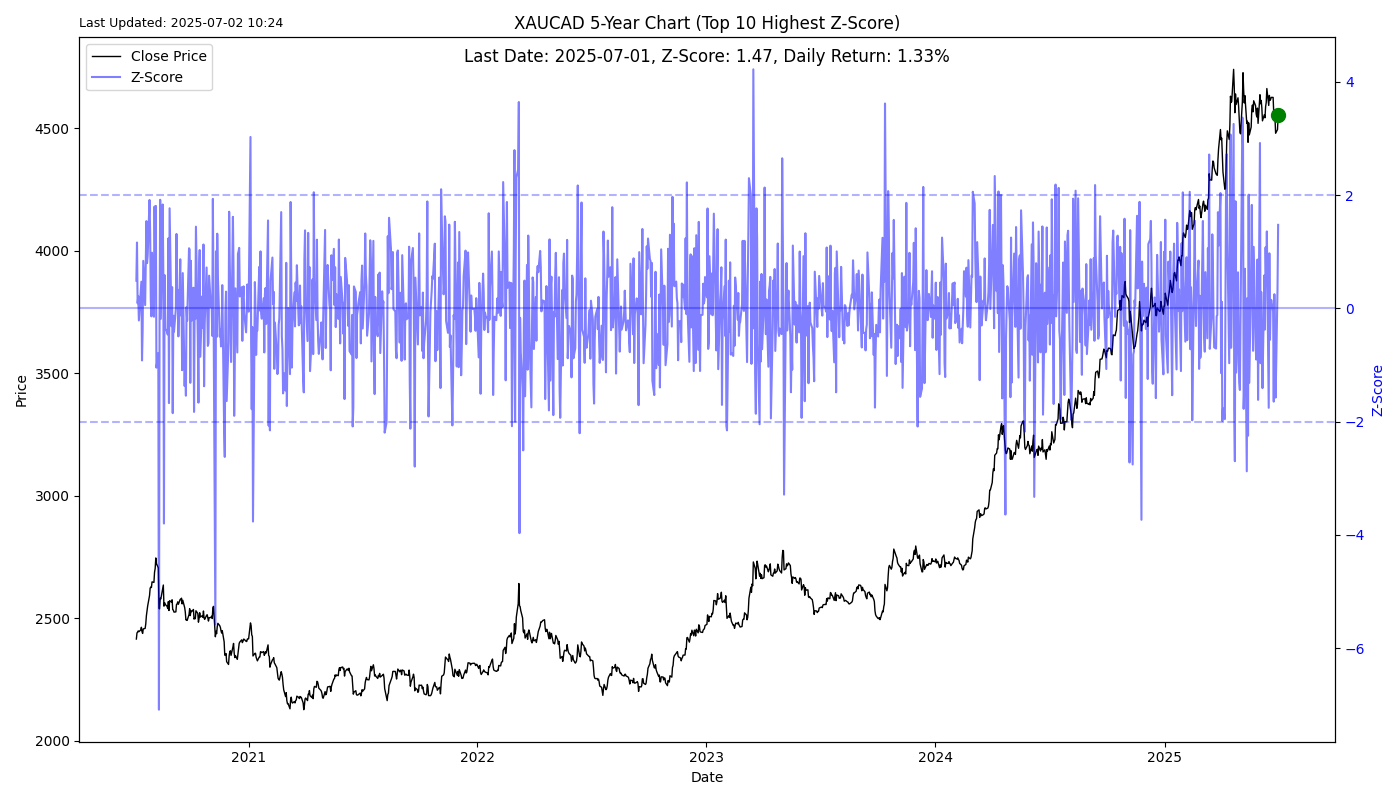 Last Updated: 2025-07-02 10:24
XAUCAD 5-Year Chart (Top 10 Highest Z-Score)
Last Date: 2025-07-01, Z-Score: 1.47, Daily Return: 1.33%
Close Price
Z-Score
4500
4000
3500
3000
2500
2000
Price
4
2
0
−2
−4
−6
Z-Score
2021
2022
2023
2024
2025
Date